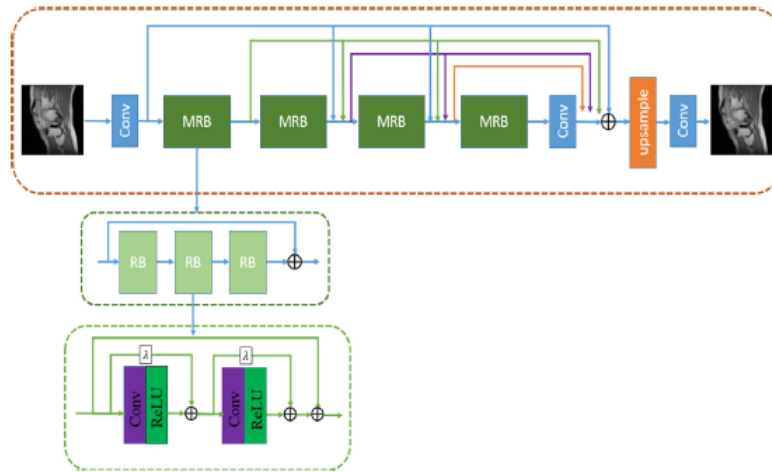 Conv
MRB
MRB
MRB
MRB
Conv
upsample
Conv
RB
RB
RB
λ
λ
Conv
ReLU
Conv
ReLU